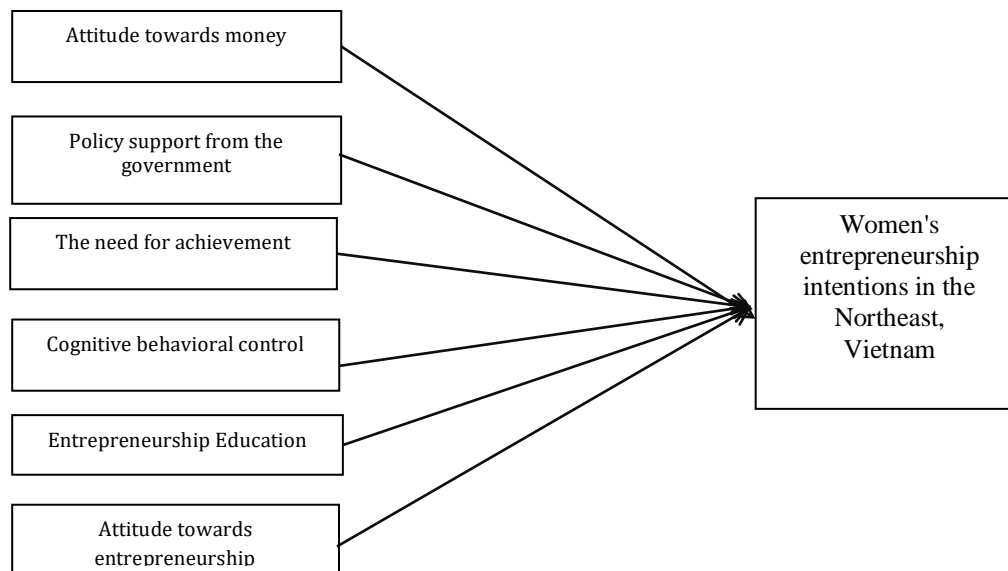 Attitude towards money
Policy support from the
government
The need for achievement
Cognitive behavioral control
Entrepreneurship Education
Attitude towards
entrepreneurship
Women's
entrepreneurship
intentions in the
Northeast,
Vietnam